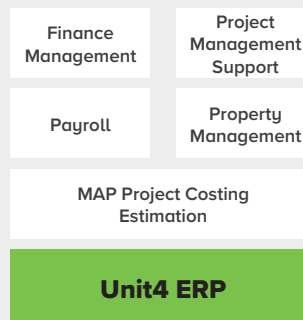 Finance
Management
Project
Management
Support
Payroll
Property
Management
MAP Project Costing
Estimation
Unit4 ERP